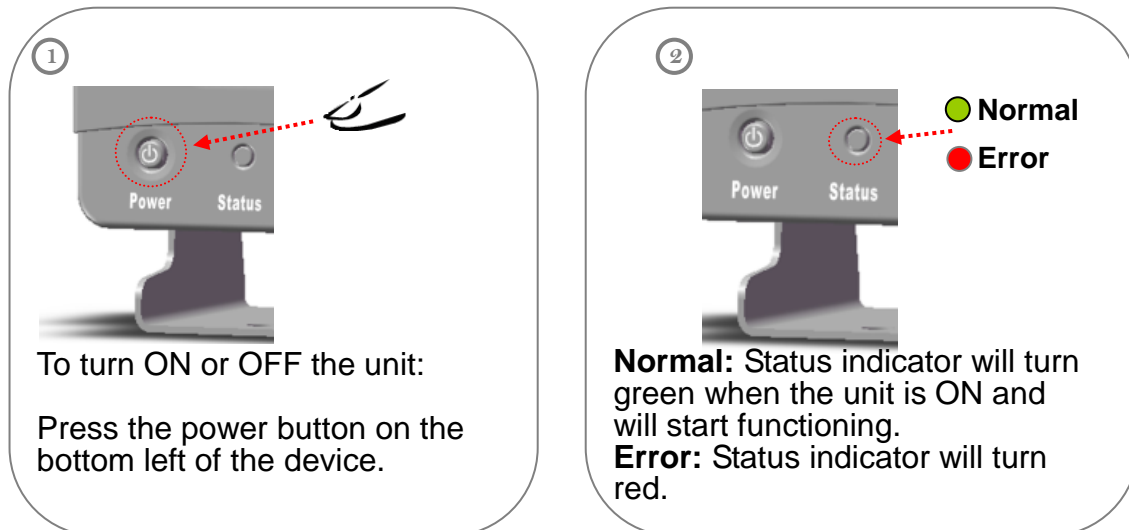 1
Power Status
To turn ON or OFF the unit:
Press the power button on the
bottom left of the device.
2
Normal
Error
Power Status
Normal: Status indicator will turn
green when the unit is ON and
will start functioning.
Error: Status indicator will turn
red.